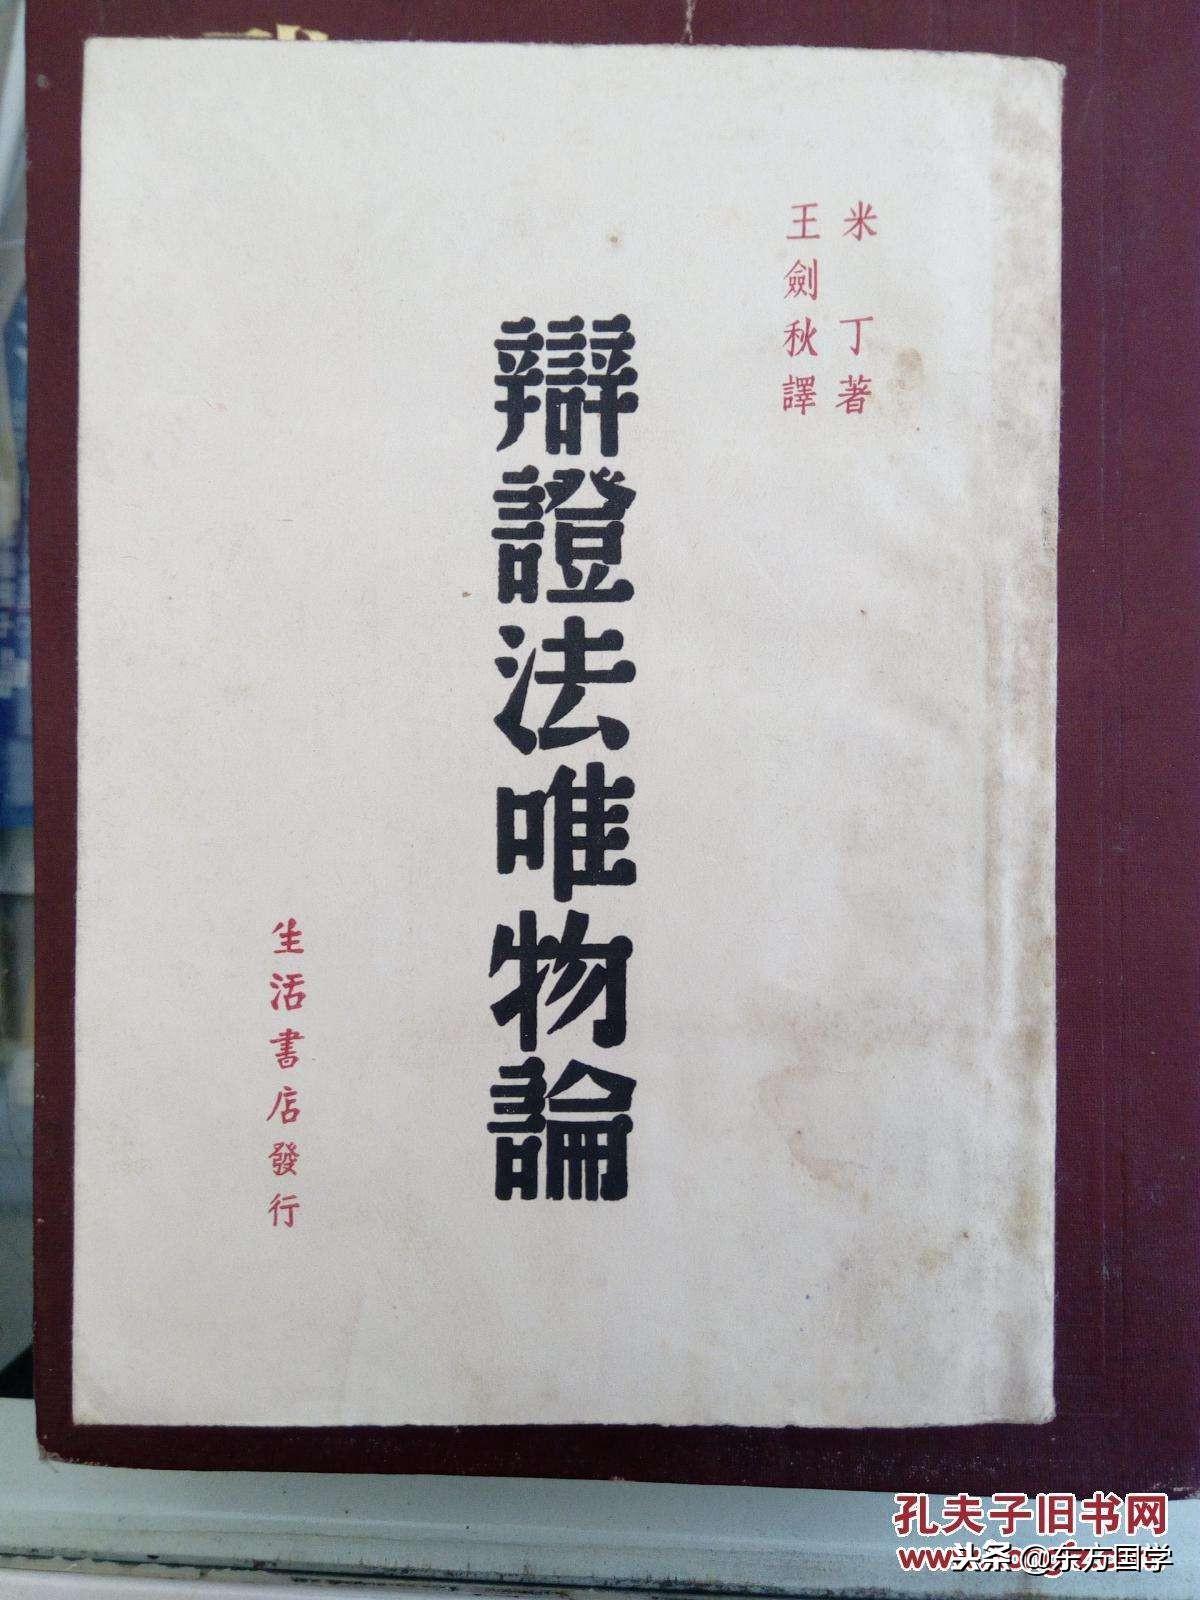 米丁著
王劍秋譯
辯證法唯物論
生活書店發行
孔夫子旧书网
头条@东方国学